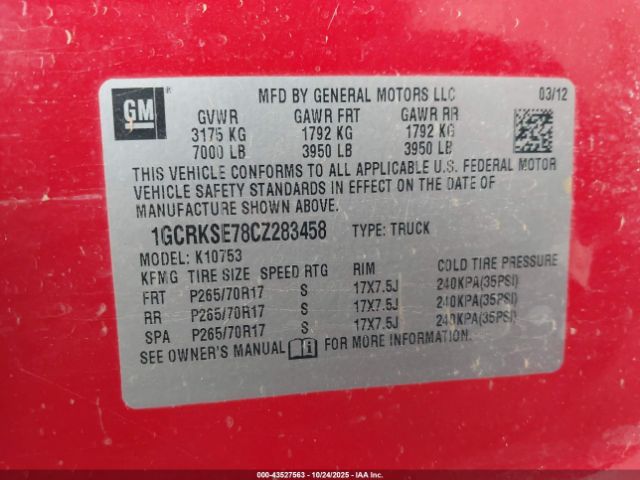 GM
MFD BY GENERAL MOTORS LLC 03/12
GVWR GAWR FRT GAWR RR
3175 KG 1792 KG 1792 KG
7000 LB 3950 LB 3950 LB
THIS VEHICLE CONFORMS TO ALL APPLICABLE U.S. FEDERAL MOTOR
VEHICLE SAFETY STANDARDS IN EFFECT ON THE DATE OF
MANUFACTURE SHOWN ABOVE.
1GCRKSE78CZ283458 TYPE: TRUCK
MODEL: K10753
KFMG TIRE SIZE SPEED RTG RIM COLD TIRE PRESSURE
FRT P265/70R17 S 17X7.5J 240KPA(35PSI)
RR P265/70R17 S 17X7.5J 240KPA(35PSI)
SPA P265/70R17 S 17X7.5J 240KPA(35PSI)
SEE OWNER'S MANUAL i FOR MORE INFORMATION.
000-43527563 | 10/24/2025 | IAAI, Inc.